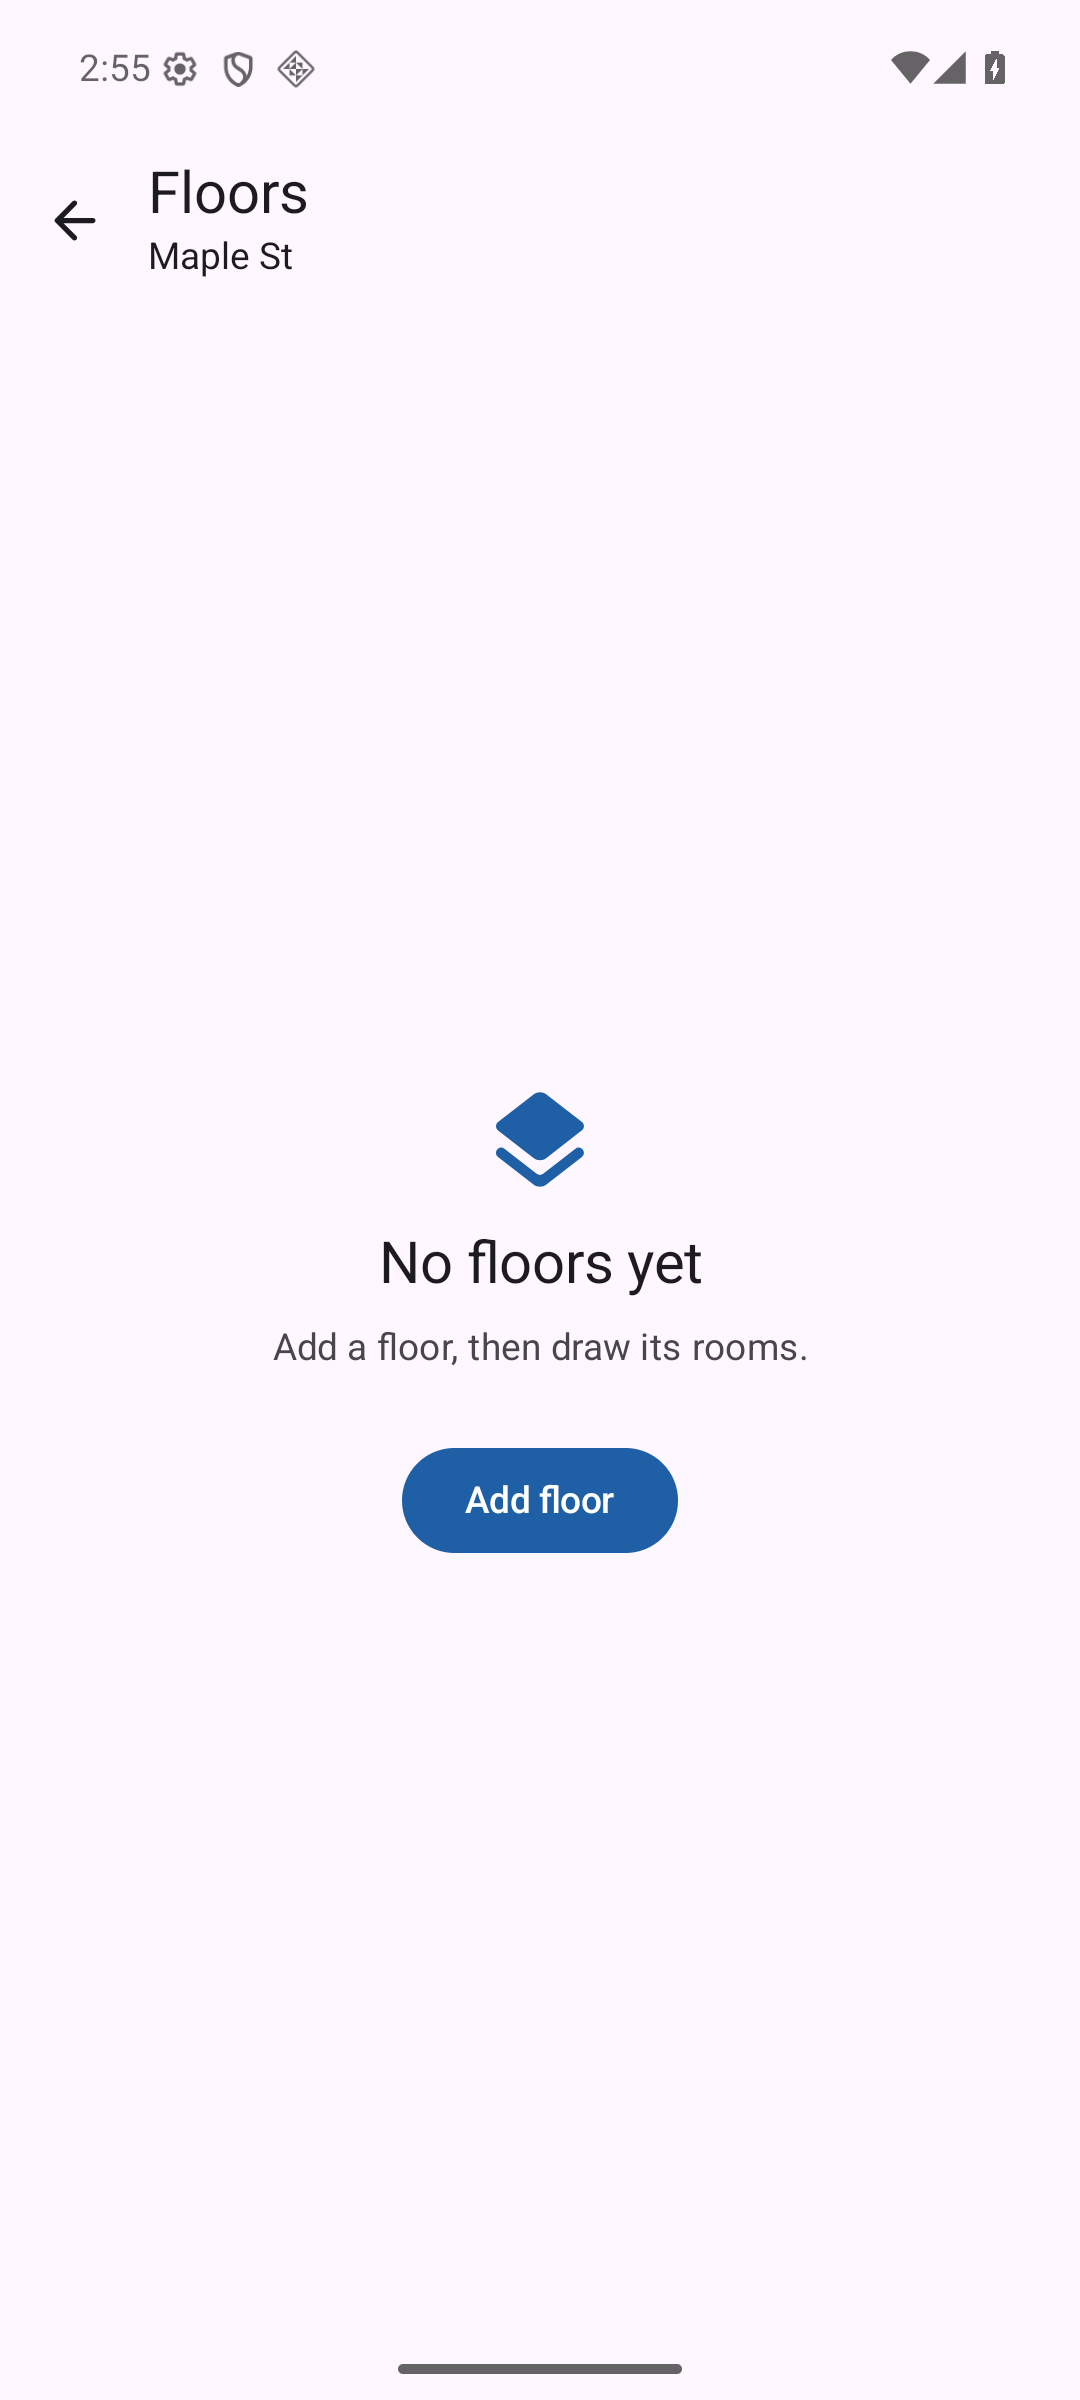 2:55
Floors
Maple St
No floors yet
Add a floor, then draw its rooms.
Add floor